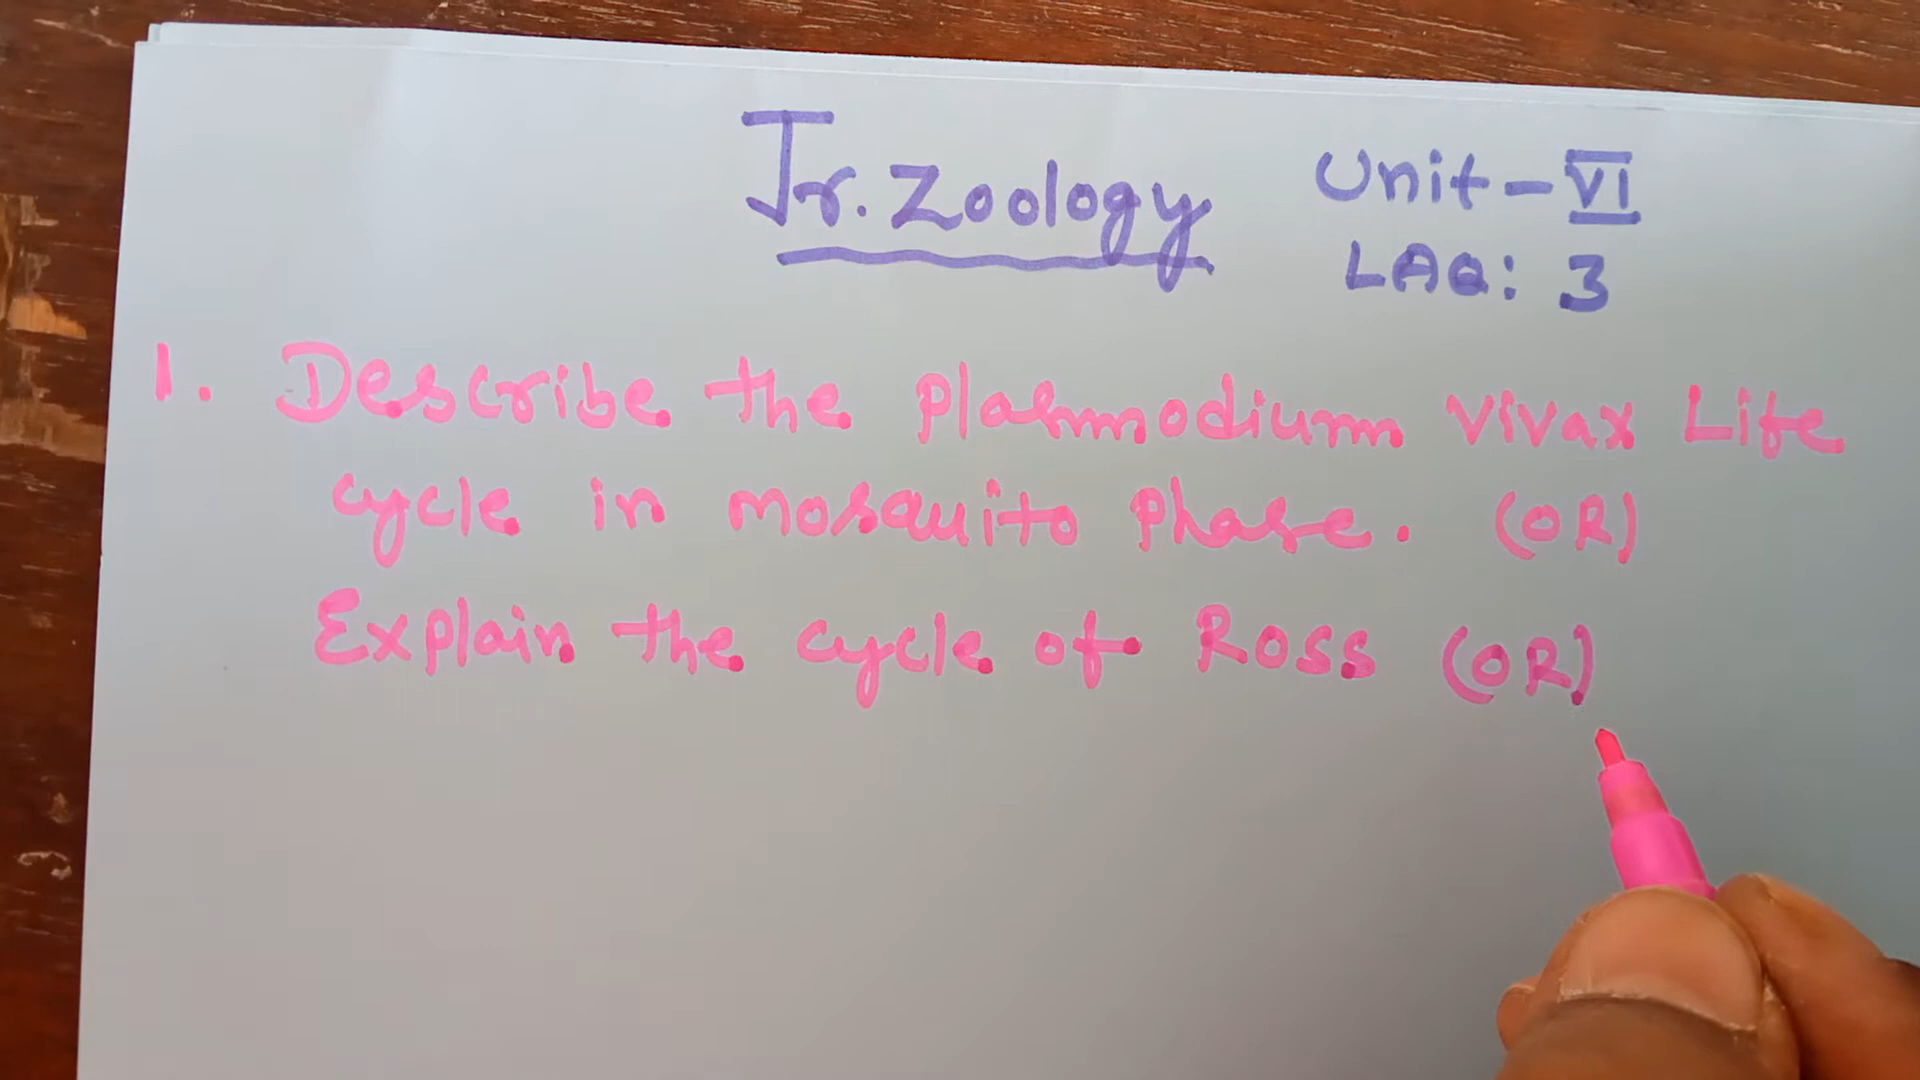 Jr. Zoology
Unit - VI
LAQ: 3
1. Describe the Plasmodium vivax Life
cycle in mosquito Phase. (OR)
Explain the cycle of Ross (OR)